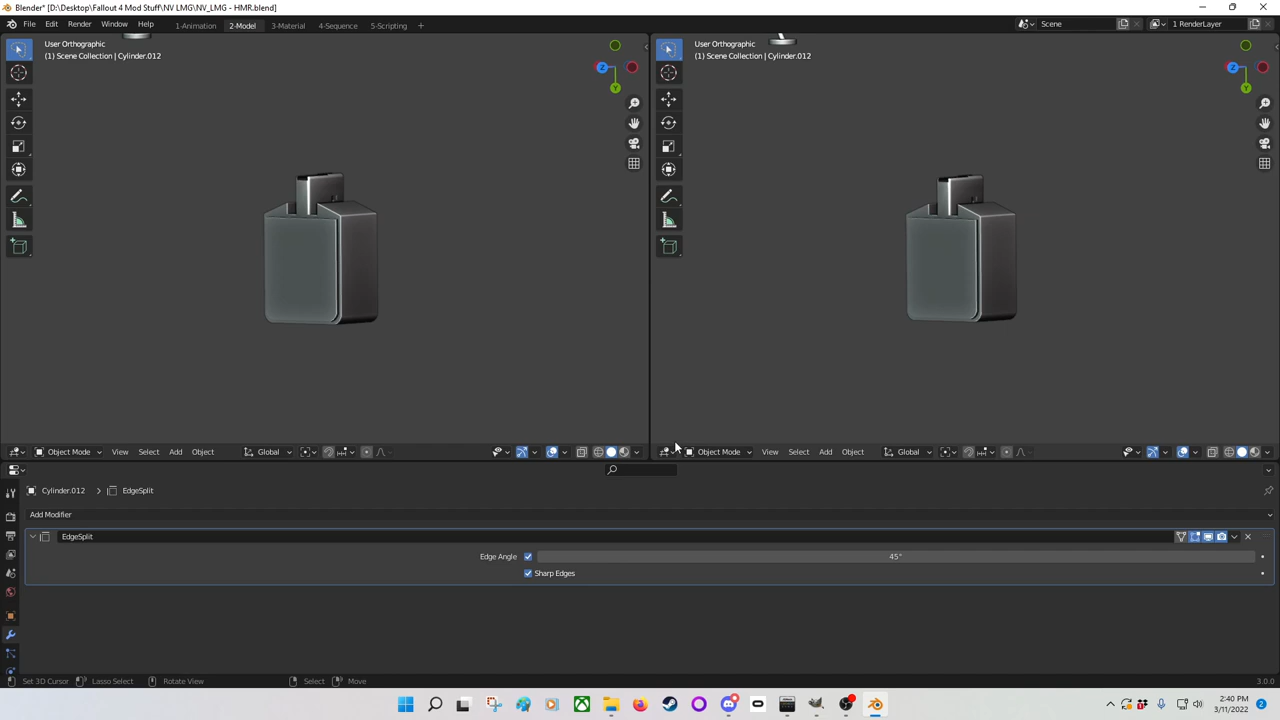 Blender* [D:\Desktop\Fallout 4 Mod Stuff\NV LMG\NV_LMG - HMR.blend]
File Edit Render Window Help 1-Animation 2-Model 3-Material 4-Sequence 5-Scripting + Scene 1 RenderLayer
User Orthographic
(1) Scene Collection | Cylinder.012
Z
Y
User Orthographic
(1) Scene Collection | Cylinder.012
Z
Y
Object Mode View Select Add Object Global
Object Mode View Select Add Object Global
Cylinder.012 > EdgeSplit
Add Modifier
EdgeSplit
Edge Angle 45°
Sharp Edges
Set 3D Cursor Lasso Select Rotate View Select Move 3.0.0
2:40 PM
3/11/2022
2